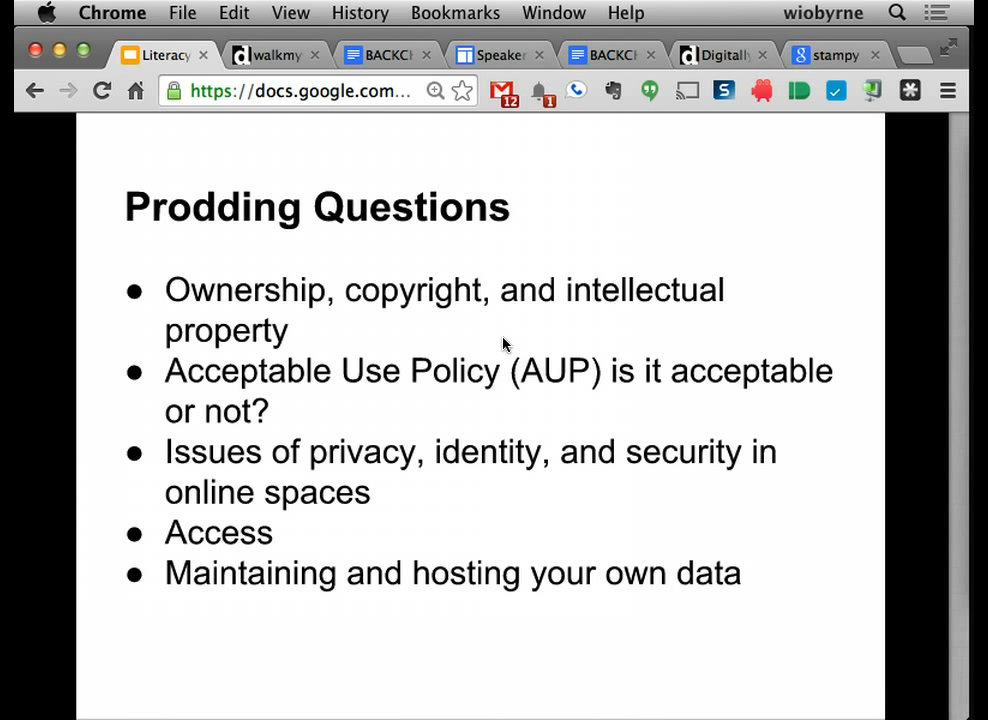 Chrome File Edit View History Bookmarks Window Help wiobyrne
Literacy walkmy BACKCH Speaker BACKCH Digitally stampy
https://docs.google.com...
12 1 S
Prodding Questions
● Ownership, copyright, and intellectual
property
● Acceptable Use Policy (AUP) is it acceptable
or not?
● Issues of privacy, identity, and security in
online spaces
● Access
● Maintaining and hosting your own data